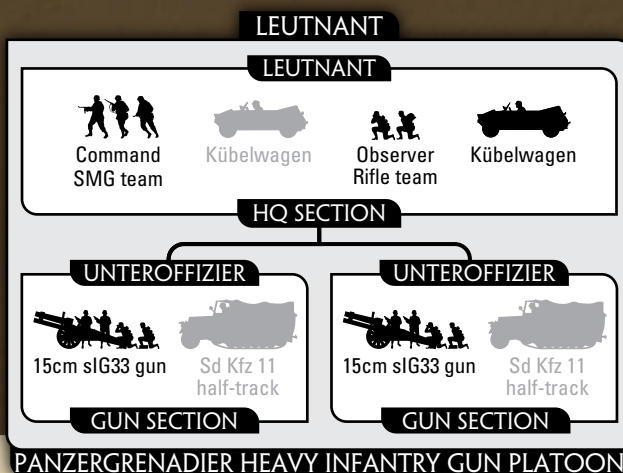 LEUTNANT
LEUTNANT
Command
SMG team
Kübelwagen
Observer
Rifle team
Kübelwagen
HQ SECTION
UNTEROFFIZIER
15cm sIG33 gun
Sd Kfz 11
half-track
GUN SECTION
UNTEROFFIZIER
15cm sIG33 gun
Sd Kfz 11
half-track
GUN SECTION
PANZERGRENADIER HEAVY INFANTRY GUN PLATOON